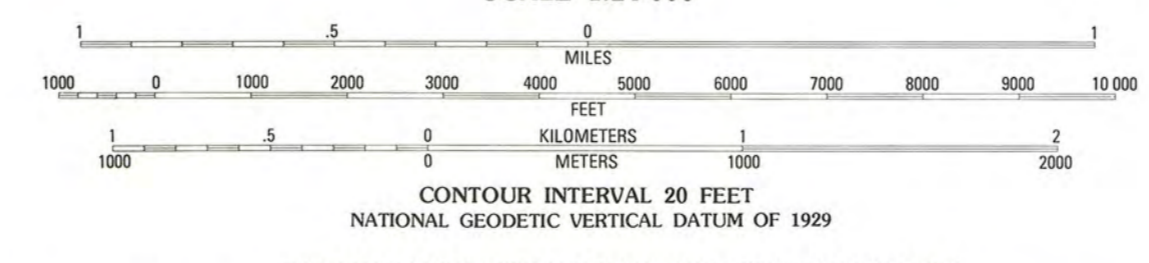 1 .5 0 1
MILES
1000 0 1000 2000 3000 4000 5000 6000 7000 8000 9000 10 000
FEET
1 .5 0 KILOMETERS 1 2
1000 0 METERS 1000 2000
CONTOUR INTERVAL 20 FEET
NATIONAL GEODETIC VERTICAL DATUM OF 1929